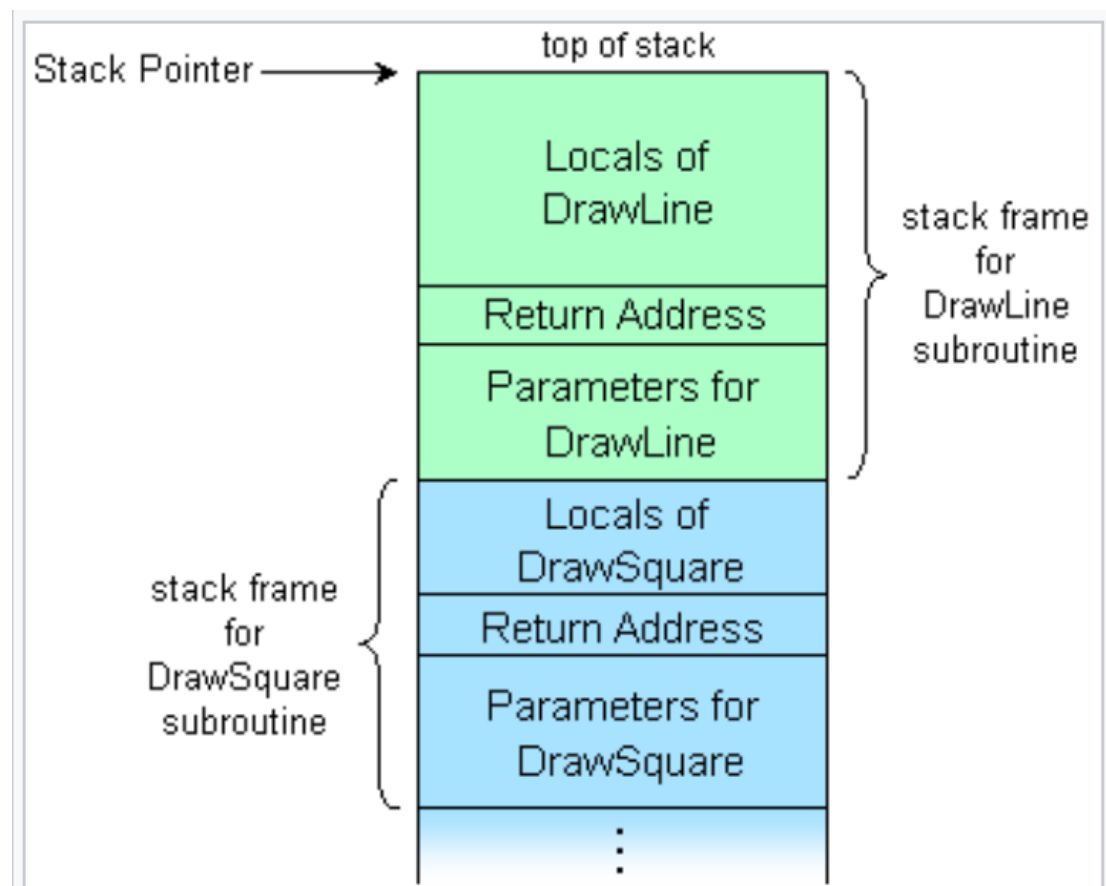 top of stack
Stack Pointer
Locals of
DrawLine
Return Address
Parameters for
DrawLine
stack frame
for
DrawLine
subroutine
Locals of
DrawSquare
Return Address
Parameters for
DrawSquare
stack frame
for
DrawSquare
subroutine
⋮